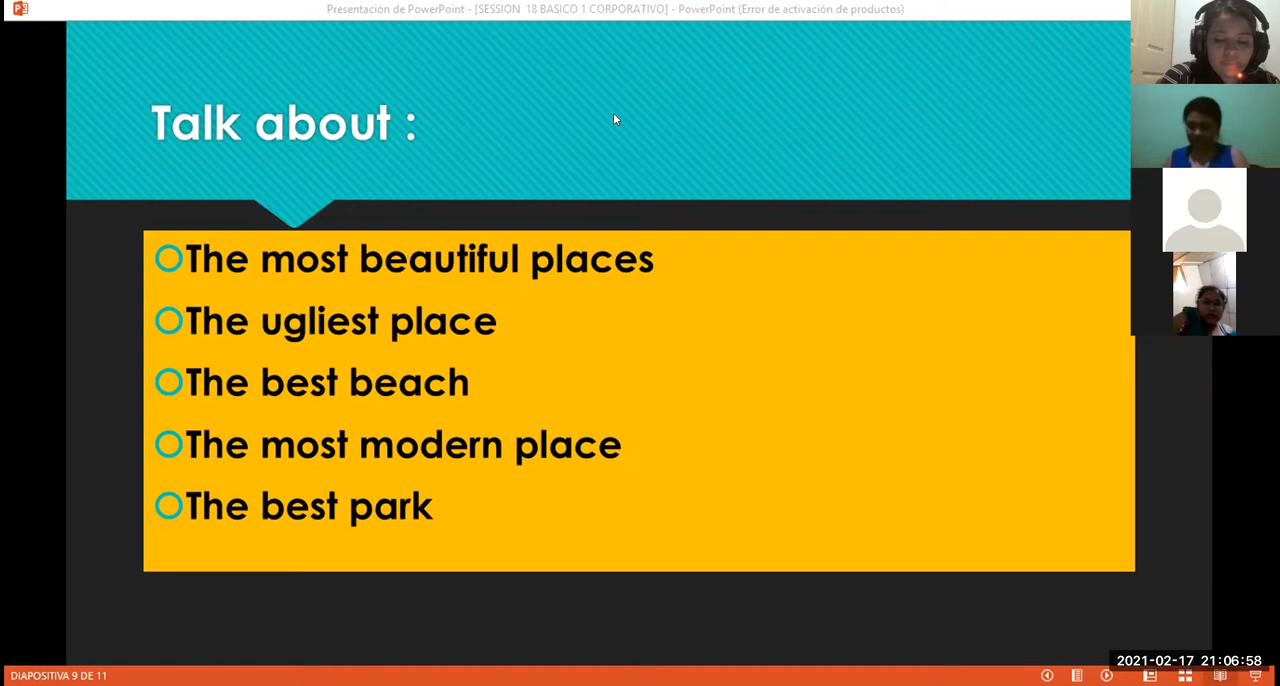 Presentación de PowerPoint - [SESSION 18 BASICO 1 CORPORATIVO] - PowerPoint (Error de activación de productos)
Talk about :
The most beautiful places
The ugliest place
The best beach
The most modern place
The best park
2021-02-17 21:06:58
DIAPOSITIVA 9 DE 11